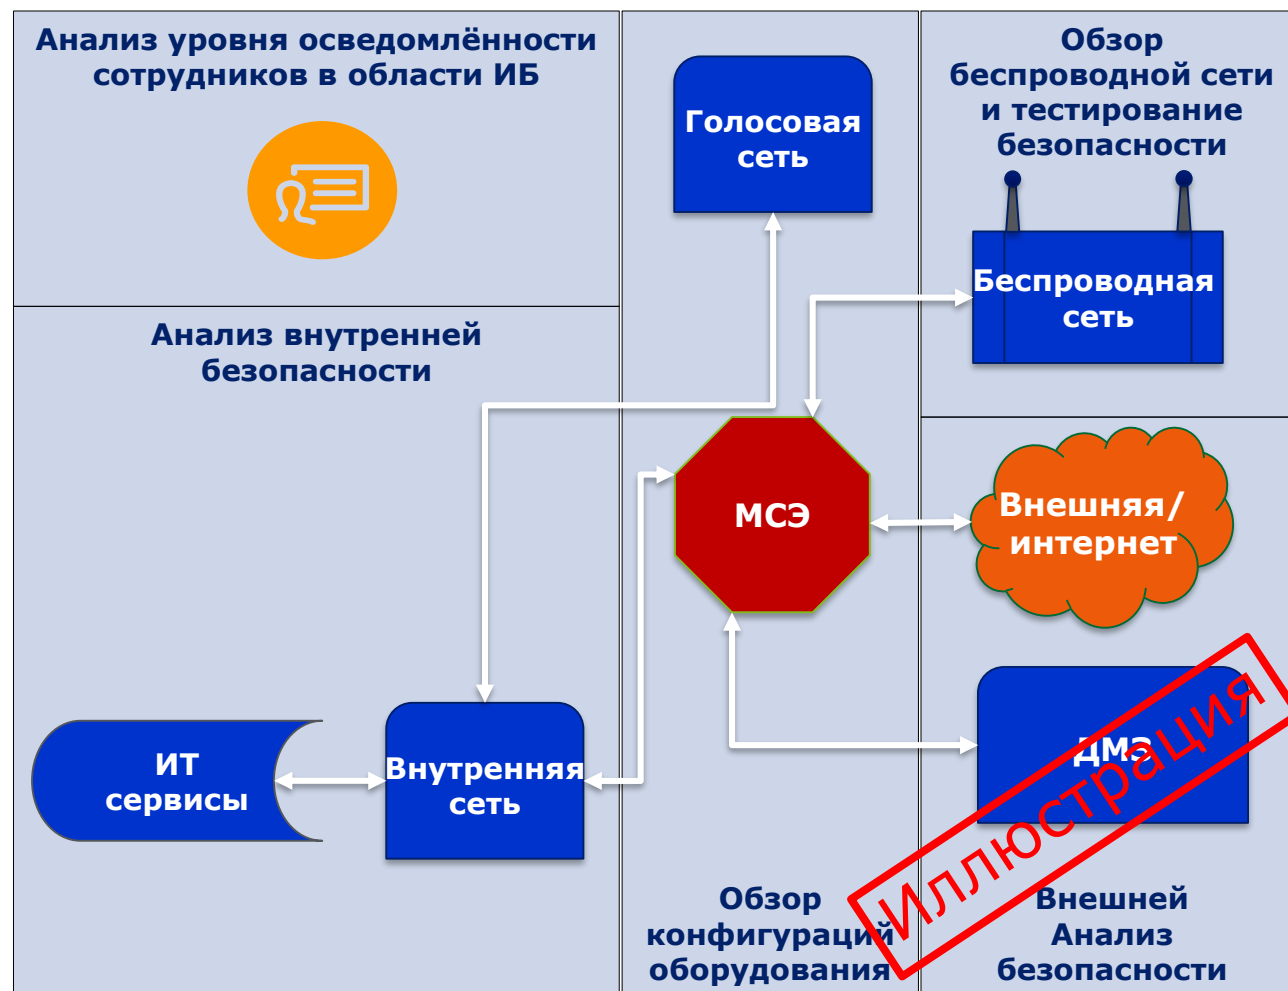 Анализ уровня осведомлённости
сотрудников в области ИБ
Голосовая
сеть
Обзор
беспроводной сети
и тестирование
безопасности
Беспроводная
сеть
Анализ внутренней
безопасности
МСЭ
Внешняя/
интернет
ИТ
сервисы
Внутренняя
сеть
ДМЗ
Иллюстрация
Обзор
конфигураций
оборудования
Внешней
Анализ
безопасности